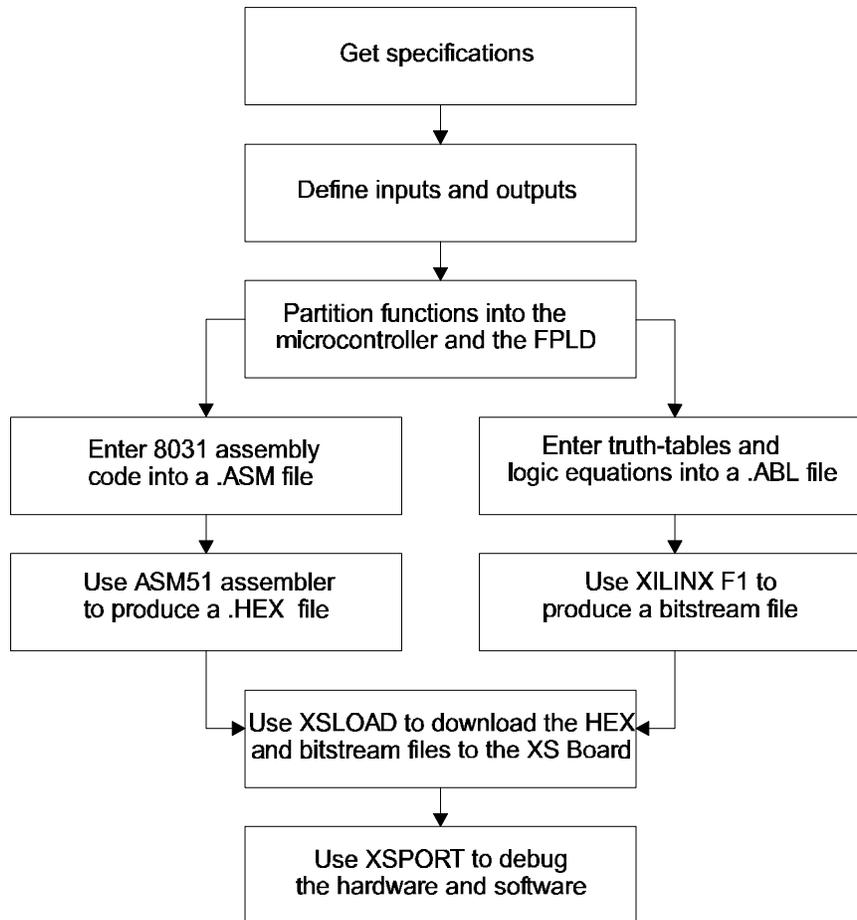 Get specifications
Define inputs and outputs
Partition functions into the
microcontroller and the FPLD
Enter 8031 assembly
code into a .ASM file
Enter truth-tables and
logic equations into a .ABL file
Use ASM51 assembler
to produce a .HEX file
Use XILINX F1 to
produce a bitstream file
Use XSLOAD to download the HEX
and bitstream files to the XS Board
Use XSPORT to debug
the hardware and software